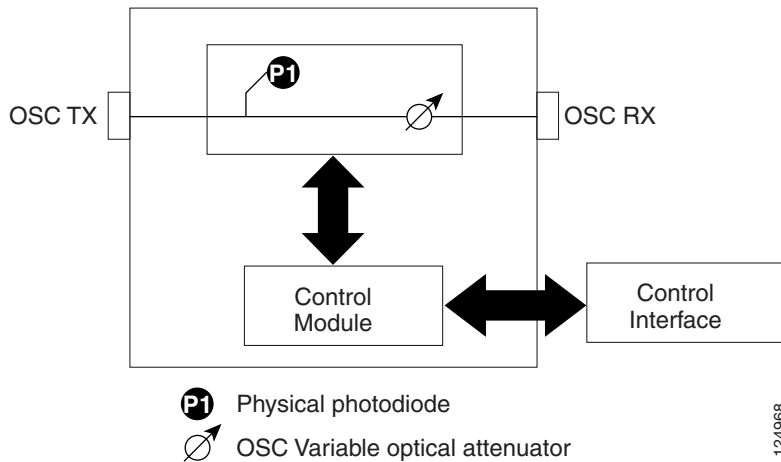 P1
OSC TX
OSC RX
Control
Module
Control
Interface
P1 Physical photodiode
OSC Variable optical attenuator
124968